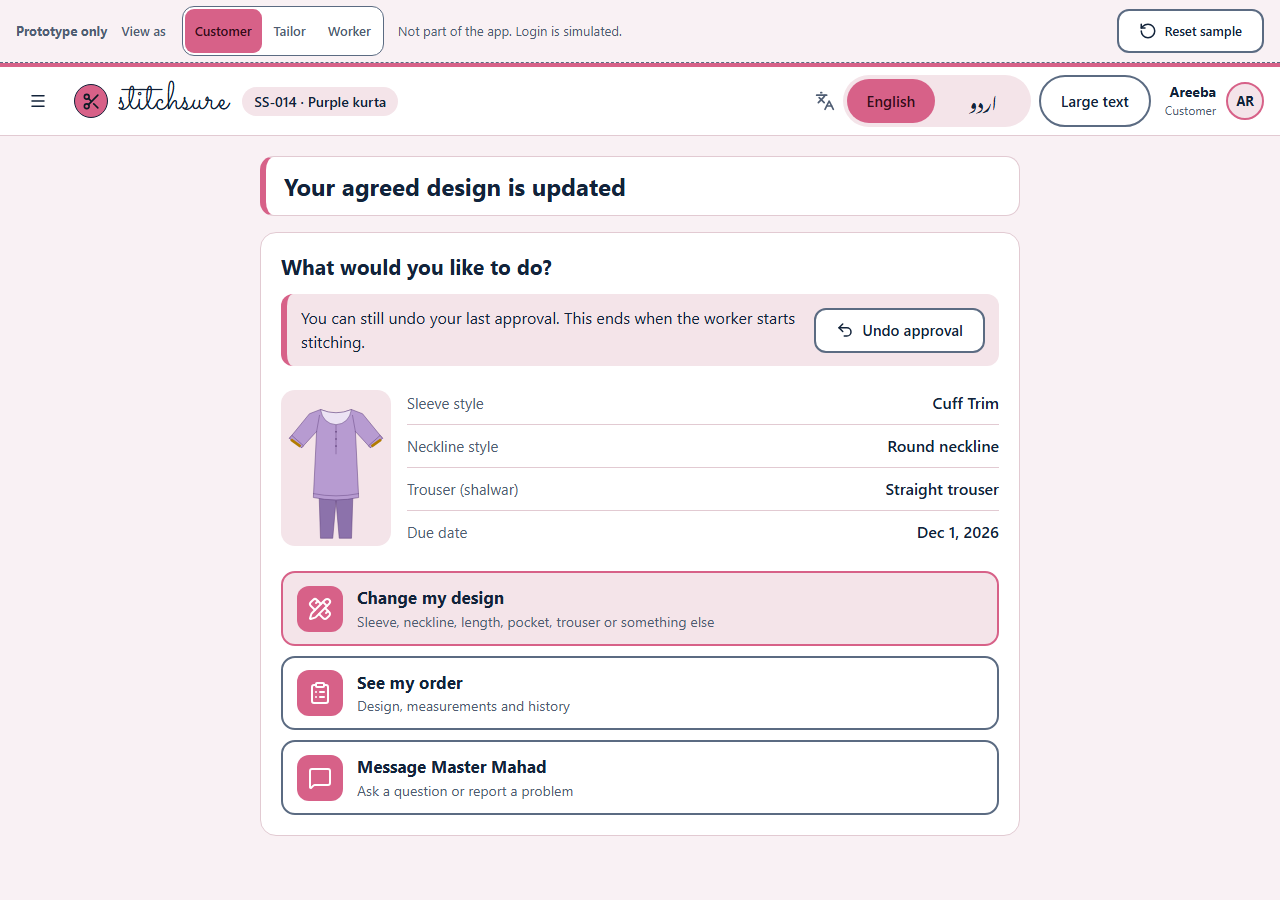 Prototype only View as Customer Tailor Worker Not part of the app. Login is simulated. Reset sample
stitchsure SS-014 · Purple kurta English اردو Large text Areeba
Customer
AR
Your agreed design is updated
What would you like to do?
You can still undo your last approval. This ends when the worker starts
stitching.
Undo approval
Sleeve style Cuff Trim
Neckline style Round neckline
Trouser (shalwar) Straight trouser
Due date Dec 1, 2026
Change my design
Sleeve, neckline, length, pocket, trouser or something else
See my order
Design, measurements and history
Message Master Mahad
Ask a question or report a problem